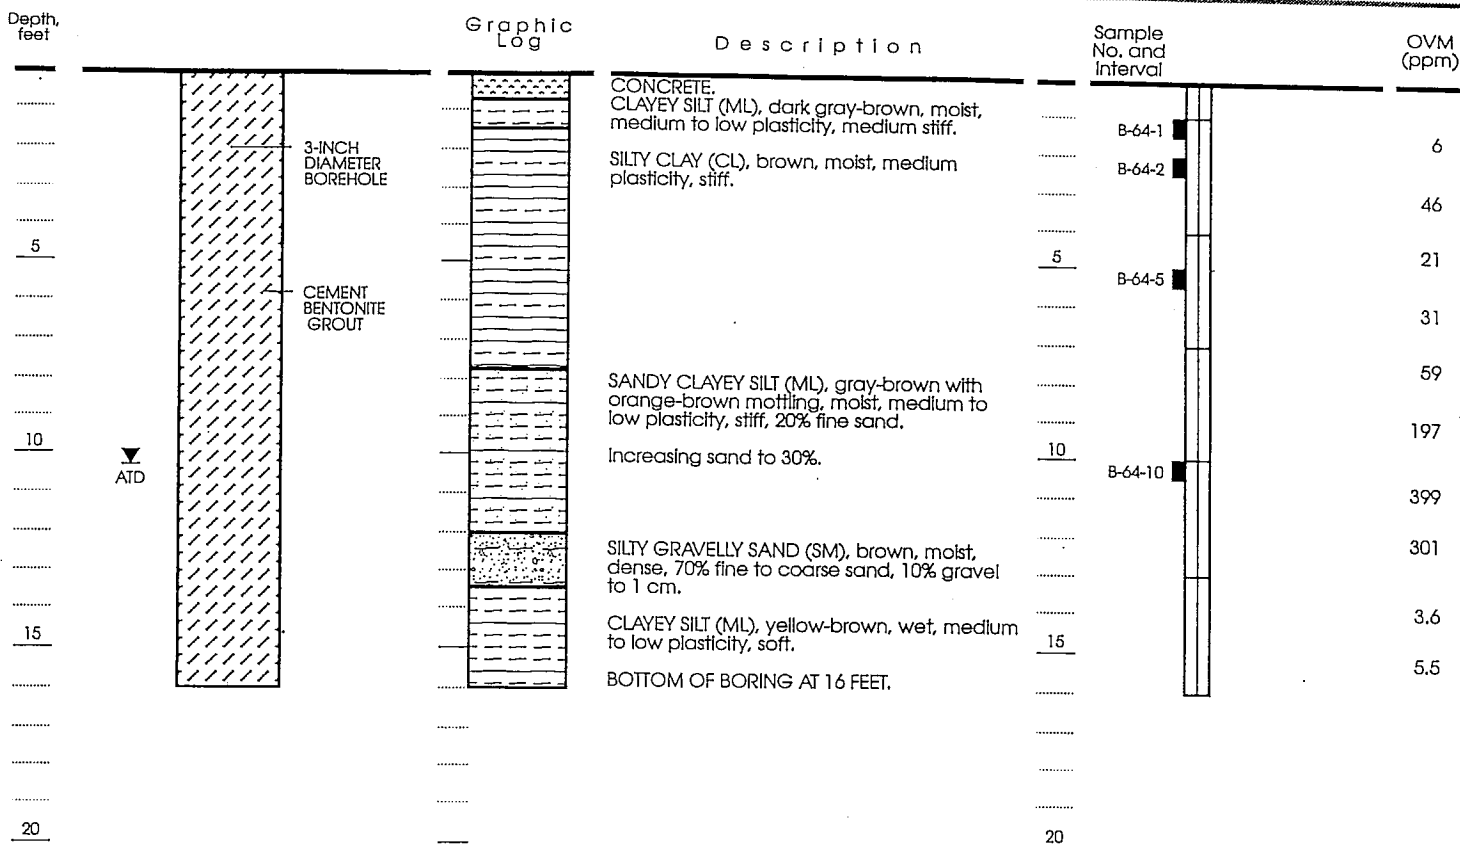 Depth,
feet
Graphic
Log
Description
Sample
No. and
Interval
OVM
(ppm)
CONCRETE.
CLAYEY SILT (ML), dark gray-brown, moist,
medium to low plasticity, medium stiff.
B-64-1
6
3-INCH
DIAMETER
BOREHOLE
SILTY CLAY (CL), brown, moist, medium
plasticity, stiff.
B-64-2
46
5
5
21
B-64-5
CEMENT
BENTONITE
GROUT
31
59
SANDY CLAYEY SILT (ML), gray-brown with
orange-brown mottling, moist, medium to
low plasticity, stiff, 20% fine sand.
197
10
10
Increasing sand to 30%.
ATD
B-64-10
399
SILTY GRAVELLY SAND (SM), brown, moist,
dense, 70% fine to coarse sand, 10% gravel
to 1 cm.
301
3.6
CLAYEY SILT (ML), yellow-brown, wet, medium
to low plasticity, soft.
15
15
5.5
BOTTOM OF BORING AT 16 FEET.
20
20